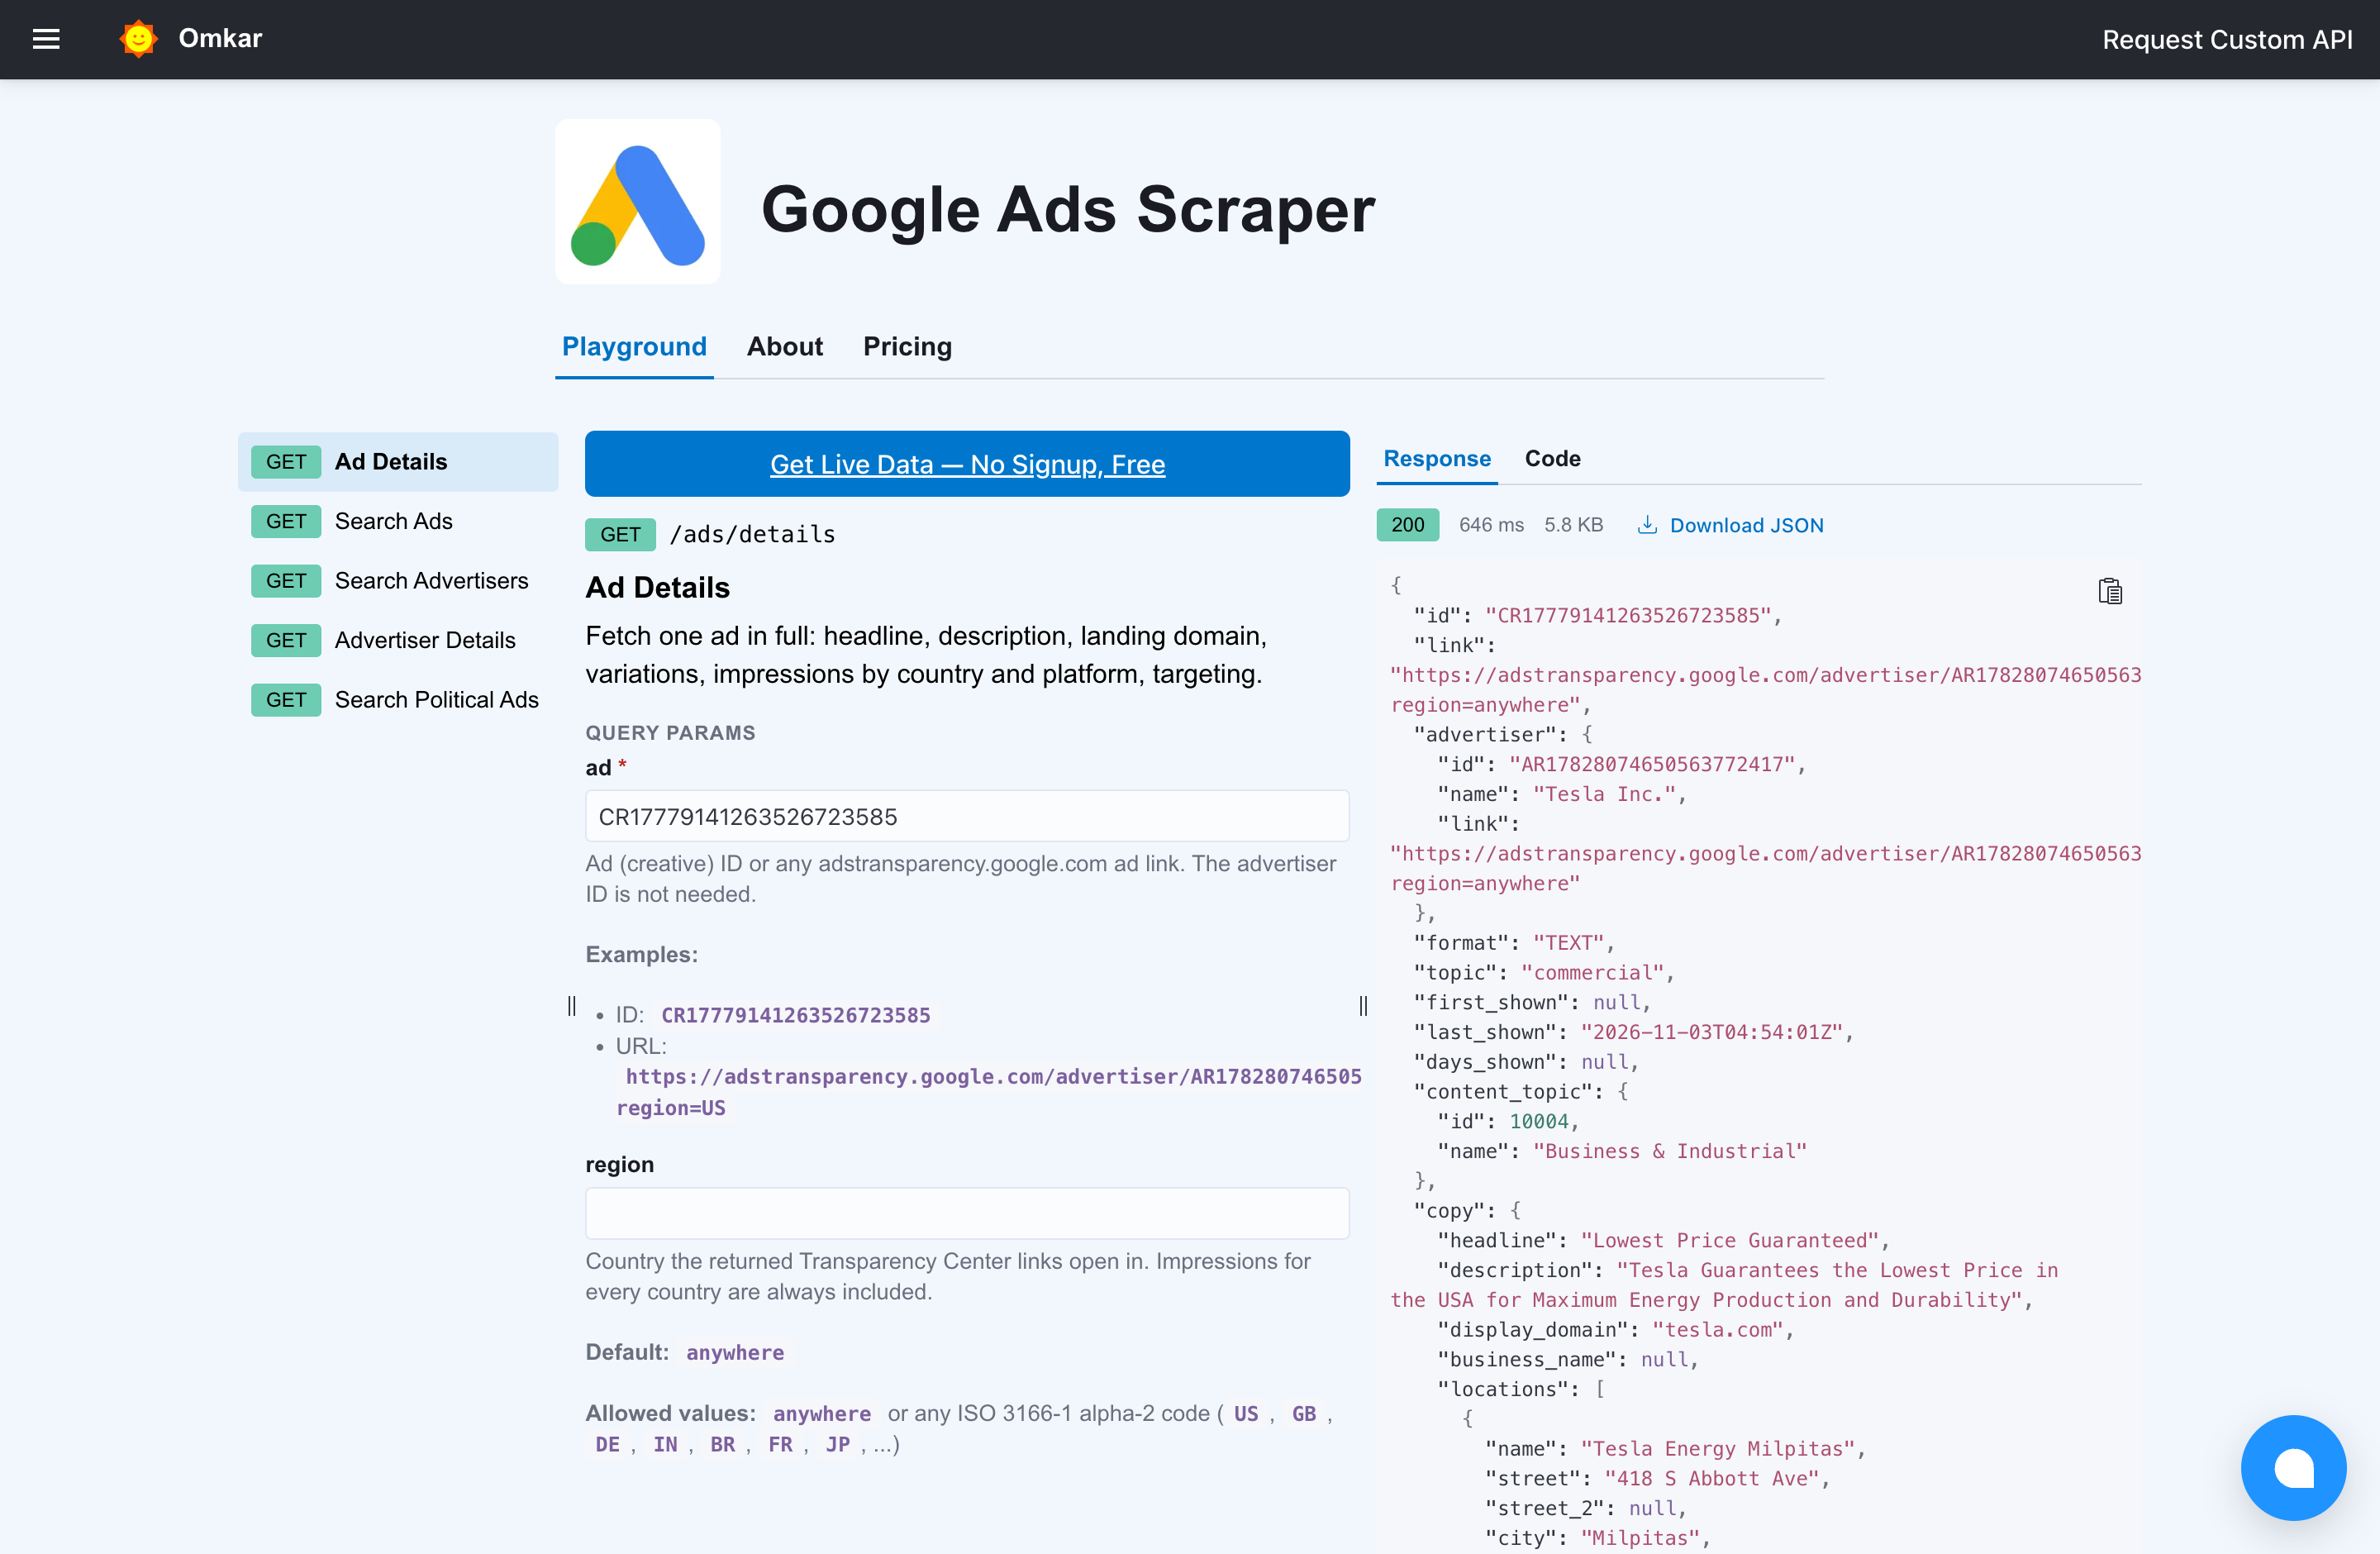 Omkar
Request Custom API
Google Ads Scraper
Playground
About
Pricing
GET Ad Details
GET Search Ads
GET Search Advertisers
GET Advertiser Details
GET Search Political Ads
Get Live Data — No Signup, Free
GET /ads/details
Ad Details
Fetch one ad in full: headline, description, landing domain,
variations, impressions by country and platform, targeting.
QUERY PARAMS
ad *
CR17779141263526723585
Ad (creative) ID or any adstransparency.google.com ad link. The advertiser
ID is not needed.
Examples:
• ID: CR17779141263526723585
• URL:
https://adstransparency.google.com/advertiser/AR178280746505
region=US
region
Country the returned Transparency Center links open in. Impressions for
every country are always included.
Default: anywhere
Allowed values: anywhere or any ISO 3166-1 alpha-2 code ( US , GB ,
DE , IN , BR , FR , JP , ...)
Response
Code
200 646 ms 5.8 KB Download JSON
{
"id": "CR17779141263526723585",
"link":
"https://adstransparency.google.com/advertiser/AR17828074650563
region=anywhere",
"advertiser": {
"id": "AR17828074650563772417",
"name": "Tesla Inc.",
"link":
"https://adstransparency.google.com/advertiser/AR17828074650563
region=anywhere"
},
"format": "TEXT",
"topic": "commercial",
"first_shown": null,
"last_shown": "2026-11-03T04:54:01Z",
"days_shown": null,
"content_topic": {
"id": 10004,
"name": "Business & Industrial"
},
"copy": {
"headline": "Lowest Price Guaranteed",
"description": "Tesla Guarantees the Lowest Price in
the USA for Maximum Energy Production and Durability",
"display_domain": "tesla.com",
"business_name": null,
"locations": [
{
"name": "Tesla Energy Milpitas",
"street": "418 S Abbott Ave",
"street_2": null,
"city": "Milpitas",